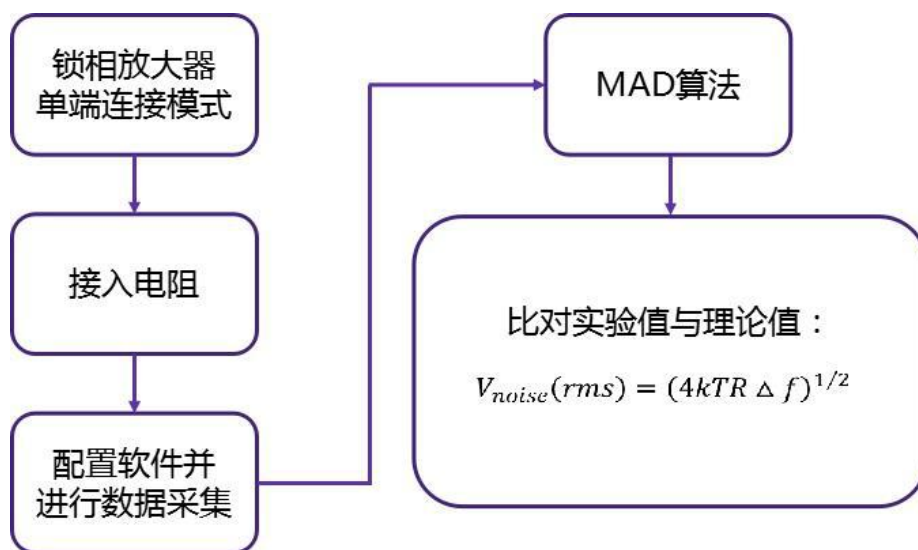 锁相放大器
单端连接模式
接入电阻
配置软件并
进行数据采集
MAD算法
比对实验值与理论值：
V_{noise}(rms) = (4kTR △ f)^{1/2}